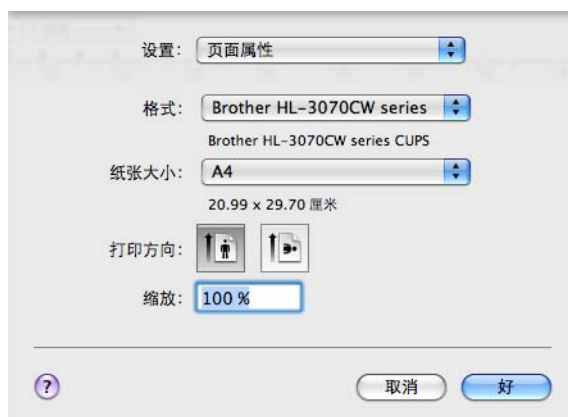 设置： 页面属性
格式： Brother HL-3070CW series
Brother HL-3070CW series CUPS
纸张大小： A4
20.99 x 29.70 厘米
打印方向：
缩放： 100 %
? 取消 好